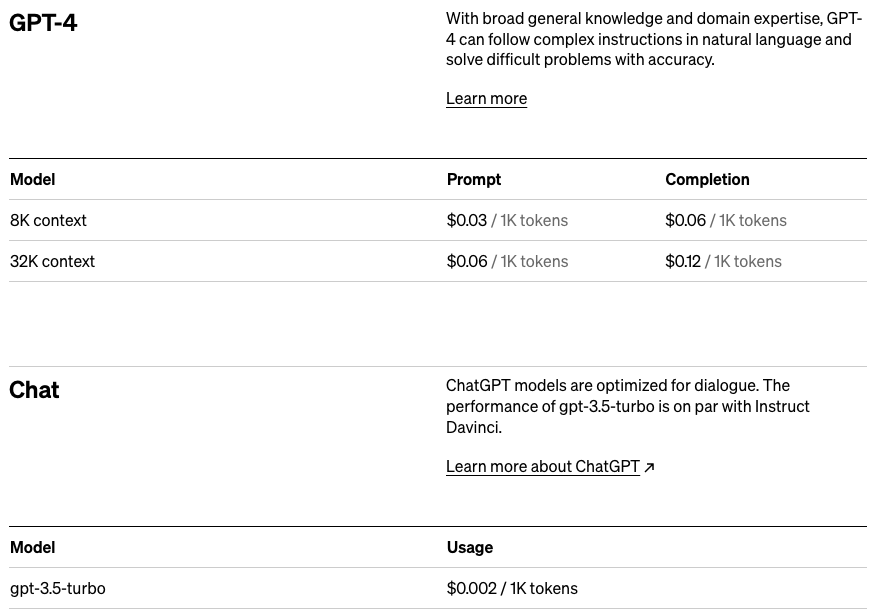 GPT-4
With broad general knowledge and domain expertise, GPT-
4 can follow complex instructions in natural language and
solve difficult problems with accuracy.
Learn more
Model Prompt Completion
8K context $0.03 / 1K tokens $0.06 / 1K tokens
32K context $0.06 / 1K tokens $0.12 / 1K tokens
Chat
ChatGPT models are optimized for dialogue. The
performance of gpt-3.5-turbo is on par with Instruct
Davinci.
Learn more about ChatGPT ↗
Model Usage
gpt-3.5-turbo $0.002 / 1K tokens